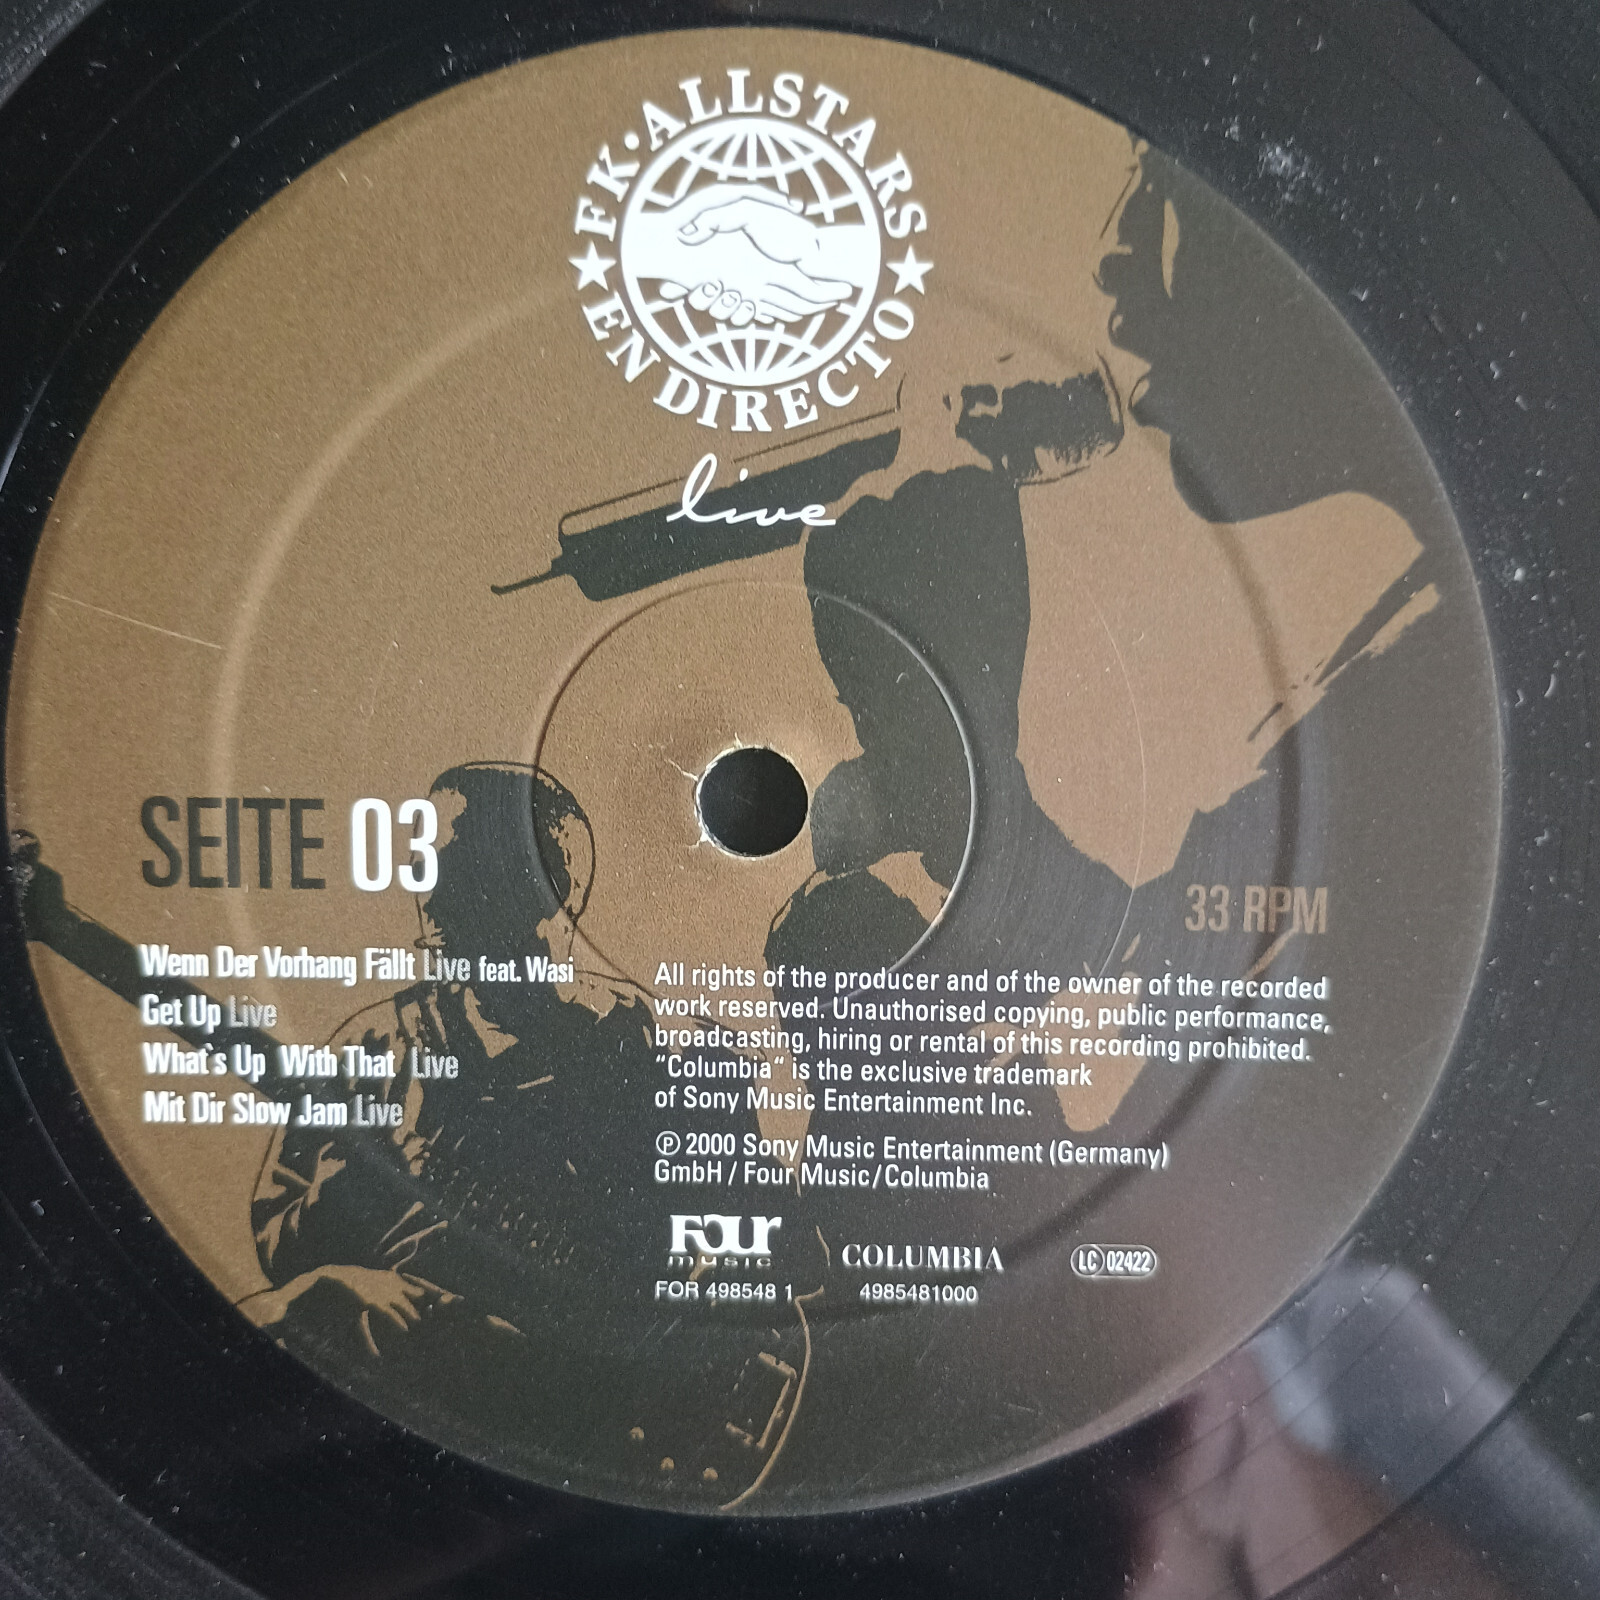 FK·ALLSTARS
★ EN DIRECTO ★
live
SEITE 03
33 RPM
Wenn Der Vorhang Fällt Live feat. Wasi
Get Up Live
What`s Up With That Live
Mit Dir Slow Jam Live
All rights of the producer and of the owner of the recorded
work reserved. Unauthorised copying, public performance,
broadcasting, hiring or rental of this recording prohibited.
"Columbia" is the exclusive trademark
of Sony Music Entertainment Inc.
℗ 2000 Sony Music Entertainment (Germany)
GmbH / Four Music/Columbia
Four
music
COLUMBIA
LC 02422
FOR 498548 1
4985481000